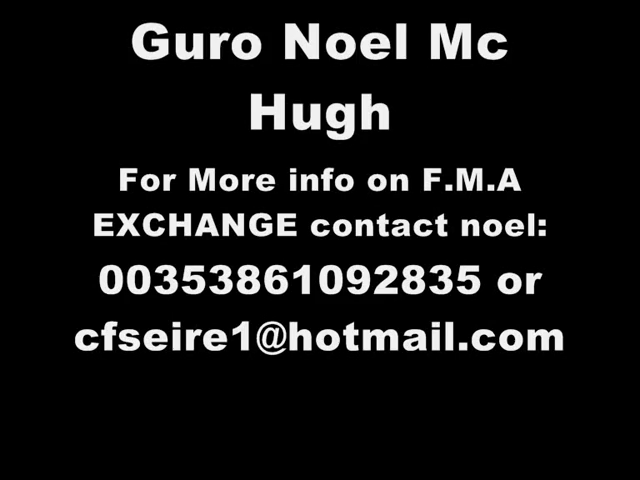 Guro Noel Mc
Hugh
For More info on F.M.A
EXCHANGE contact noel:
00353861092835 or
cfseire1@hotmail.com